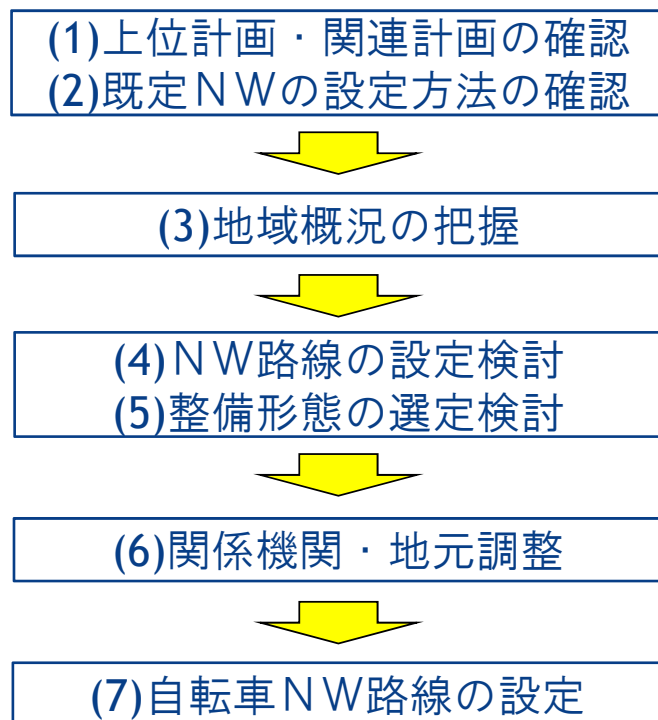 (1)上位計画・関連計画の確認
(2)既定ＮＷの設定方法の確認
(3)地域概況の把握
(4)ＮＷ路線の設定検討
(5)整備形態の選定検討
(6)関係機関・地元調整
(7)自転車ＮＷ路線の設定